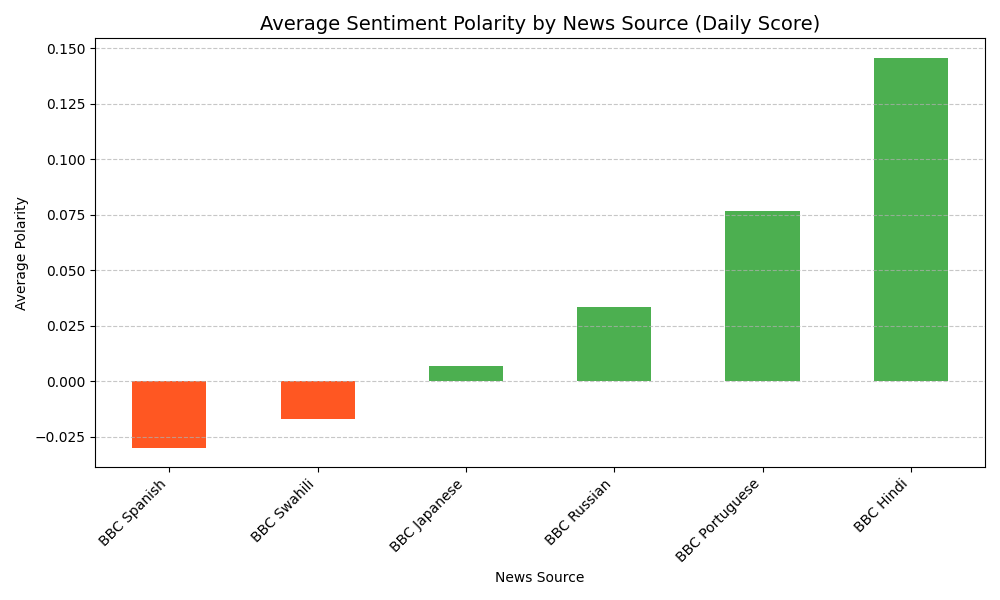 Average Sentiment Polarity by News Source (Daily Score)
Average Polarity
0.150
0.125
0.100
0.075
0.050
0.025
0.000
−0.025
BBC Spanish
BBC Swahili
BBC Japanese
BBC Russian
BBC Portuguese
BBC Hindi
News Source